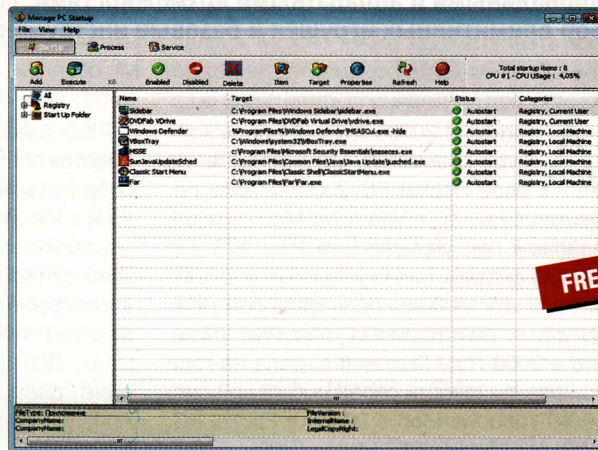 Manage PC Startup
File View Help
Startup Process Service
Add Execute Kill Enabled Disabled Delete Item Target Properties Refresh Help
Total startup items : 8
CPU #1 - CPU USage : 4,05%
All
Registry
Start Up Folder
Name Target Status Categories
Sidebar C:\Program Files\Windows Sidebar\sidebar.exe Autostart Registry, Current User
DVDFab VDrive C:\Program Files\DVDFab Virtual Drive\vdrive.exe Autostart Registry, Current User
Windows Defender %ProgramFiles%\Windows Defender\MSASCui.exe -hide Autostart Registry, Local Machine
VBoxTray C:\Windows\system32\VBoxTray.exe Autostart Registry, Local Machine
MSSE c:\Program Files\Microsoft Security Essentials\msseces.exe Autostart Registry, Local Machine
SunJavaUpdateSched C:\Program Files\Common Files\Java\Java Update\jusched.exe Autostart Registry, Local Machine
Classic Start Menu C:\Program Files\Classic Shell\ClassicStartMenu.exe Autostart Registry, Local Machine
Far C:\Program Files\Far\Far.exe Autostart Registry, Local Machine
FRE
FileType: Приложение FileVersion :
CompanyName: InternalName :
CompanyName: LegalCopyRight: